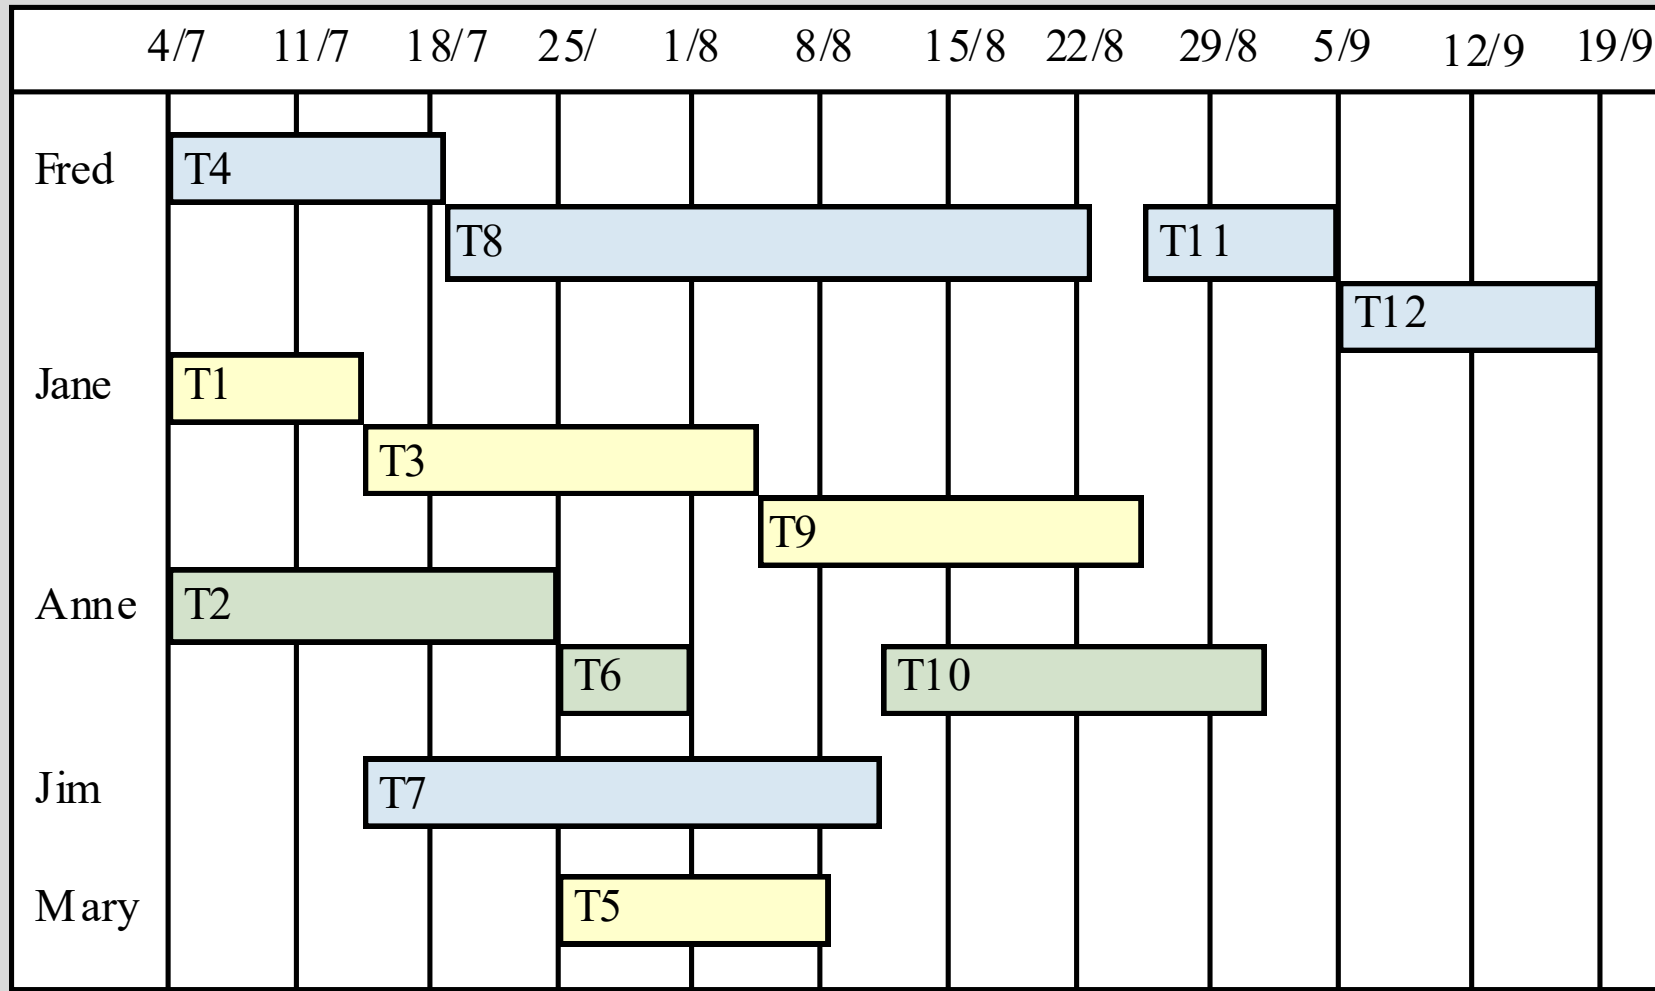 4/7 11/7 18/7 25/ 1/8 8/8 15/8 22/8 29/8 5/9 12/9 19/9
Fred T4
T8 T11
T12
Jane T1
T3
T9
Anne T2
T6 T10
Jim T7
Mary T5